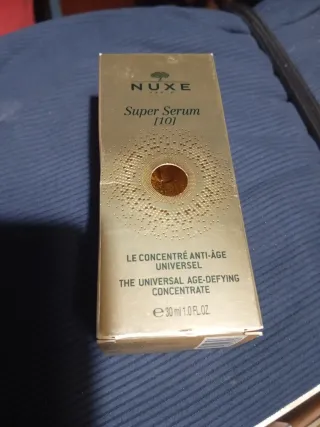 NUXE
PARIS
Super Serum
[10]
LE CONCENTRÉ ANTI-ÂGE
UNIVERSEL
THE UNIVERSAL AGE-DEFYING
CONCENTRATE
℮ 30 ml/1.0 FL.OZ.